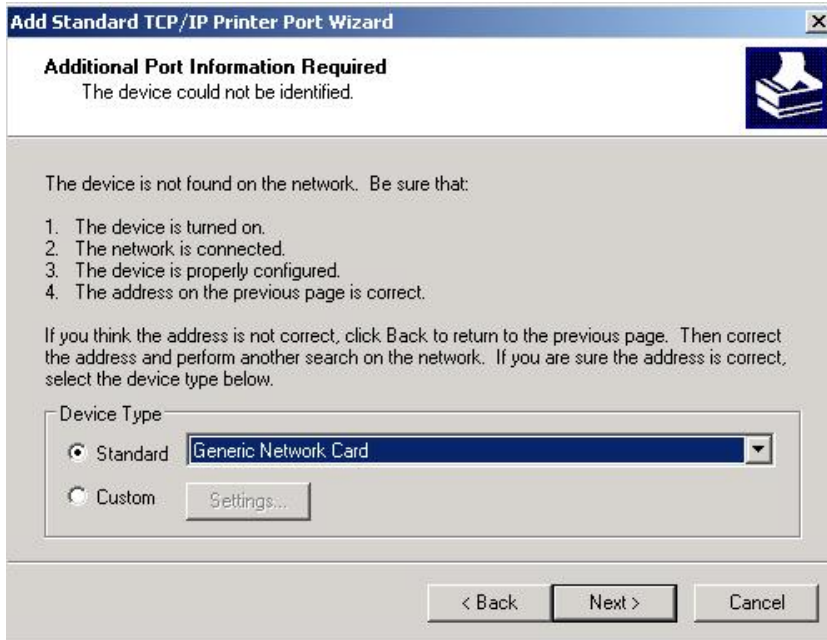 Add Standard TCP/IP Printer Port Wizard
Additional Port Information Required
The device could not be identified.
The device is not found on the network. Be sure that:
1. The device is turned on.
2. The network is connected.
3. The device is properly configured.
4. The address on the previous page is correct.
If you think the address is not correct, click Back to return to the previous page. Then correct
the address and perform another search on the network. If you are sure the address is correct,
select the device type below.
Device Type
Standard Generic Network Card
Custom Settings...
< Back Next > Cancel